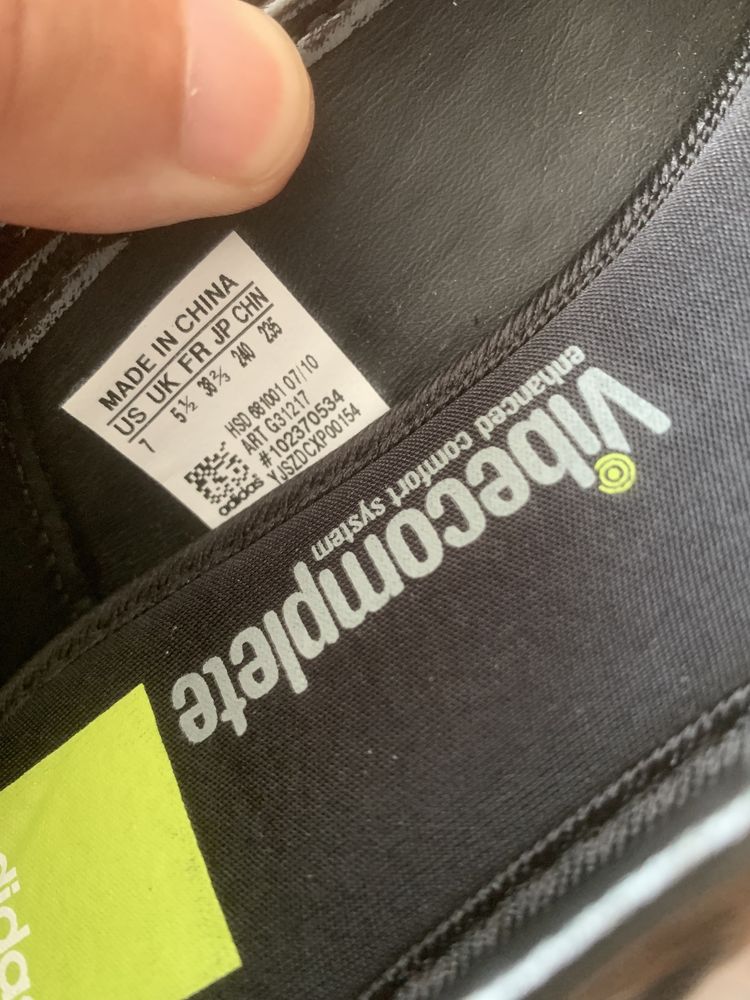 MADE IN CHINA
US UK FR JP CHN
7 5½ 38⅔ 240 235
HSD 681001 07/10
ART G31217
#102370534
YJSZDCXP00154
adidas
Vibecomplete
enhanced comfort system